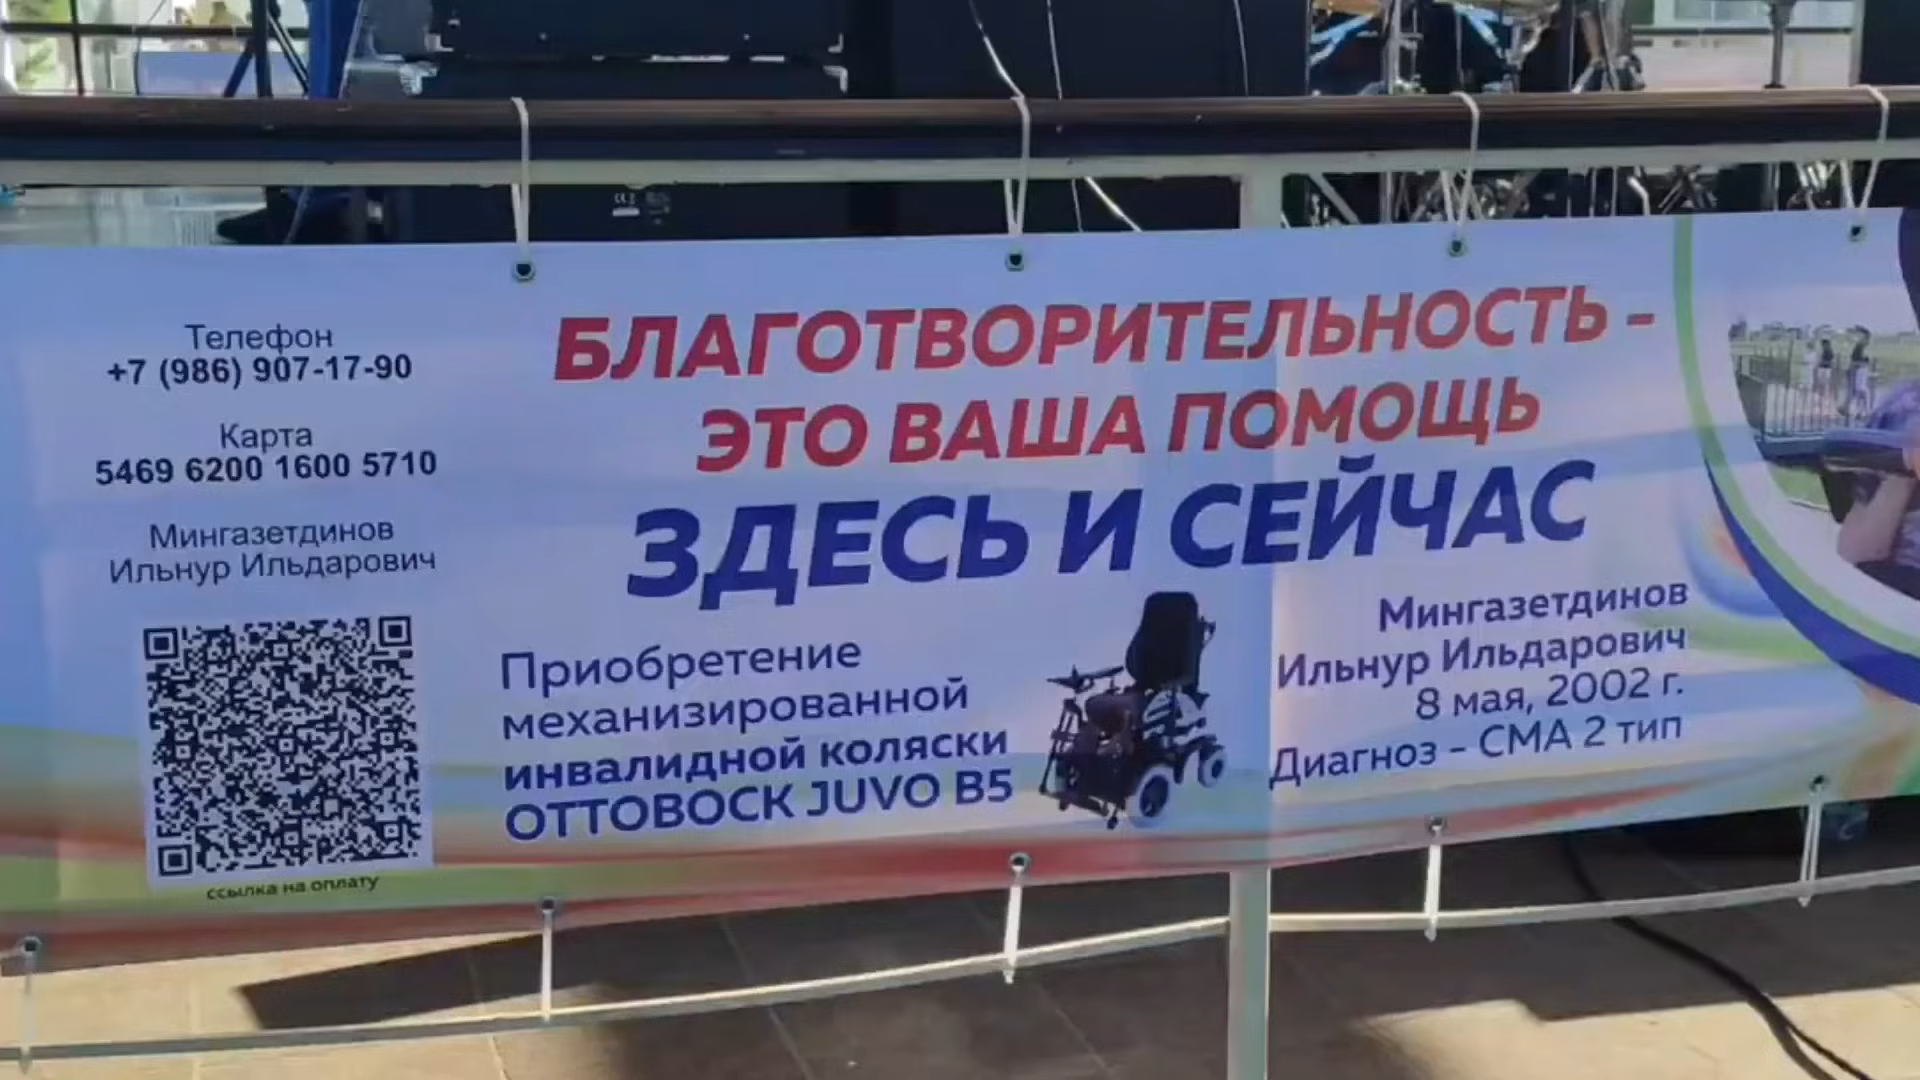 Телефон
+7 (986) 907-17-90
Карта
5469 6200 1600 5710
Мингазетдинов
Ильнур Ильдарович
ссылка на оплату
БЛАГОТВОРИТЕЛЬНОСТЬ -
ЭТО ВАША ПОМОЩЬ
ЗДЕСЬ И СЕЙЧАС
Приобретение
механизированной
инвалидной коляски
OTTOBOCK JUVO B5
Мингазетдинов
Ильнур Ильдарович
8 мая, 2002 г.
Диагноз - СМА 2 тип